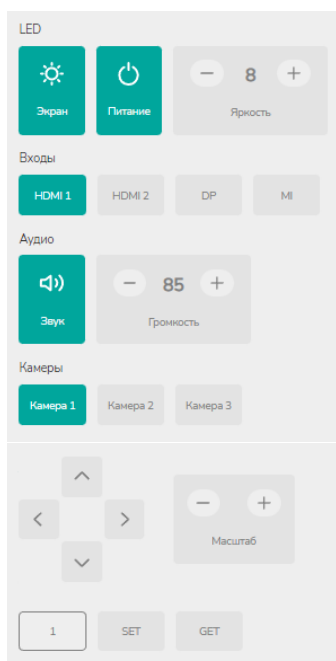 LED
Экран
Питание
8
Яркость
Входы
HDMI 1
HDMI 2
DP
MI
Аудио
Звук
85
Громкость
Камеры
Камера 1
Камера 2
Камера 3
Масштаб
1
SET
GET